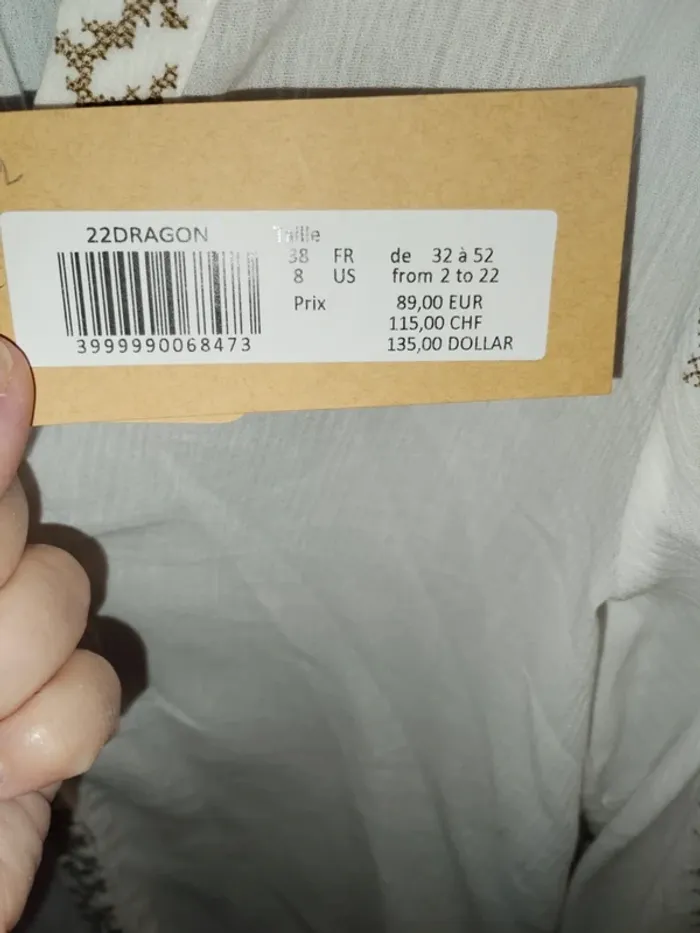 22DRAGON Taille
38 FR de 32 à 52
8 US from 2 to 22
Prix 89,00 EUR
115,00 CHF
3999990068473 135,00 DOLLAR